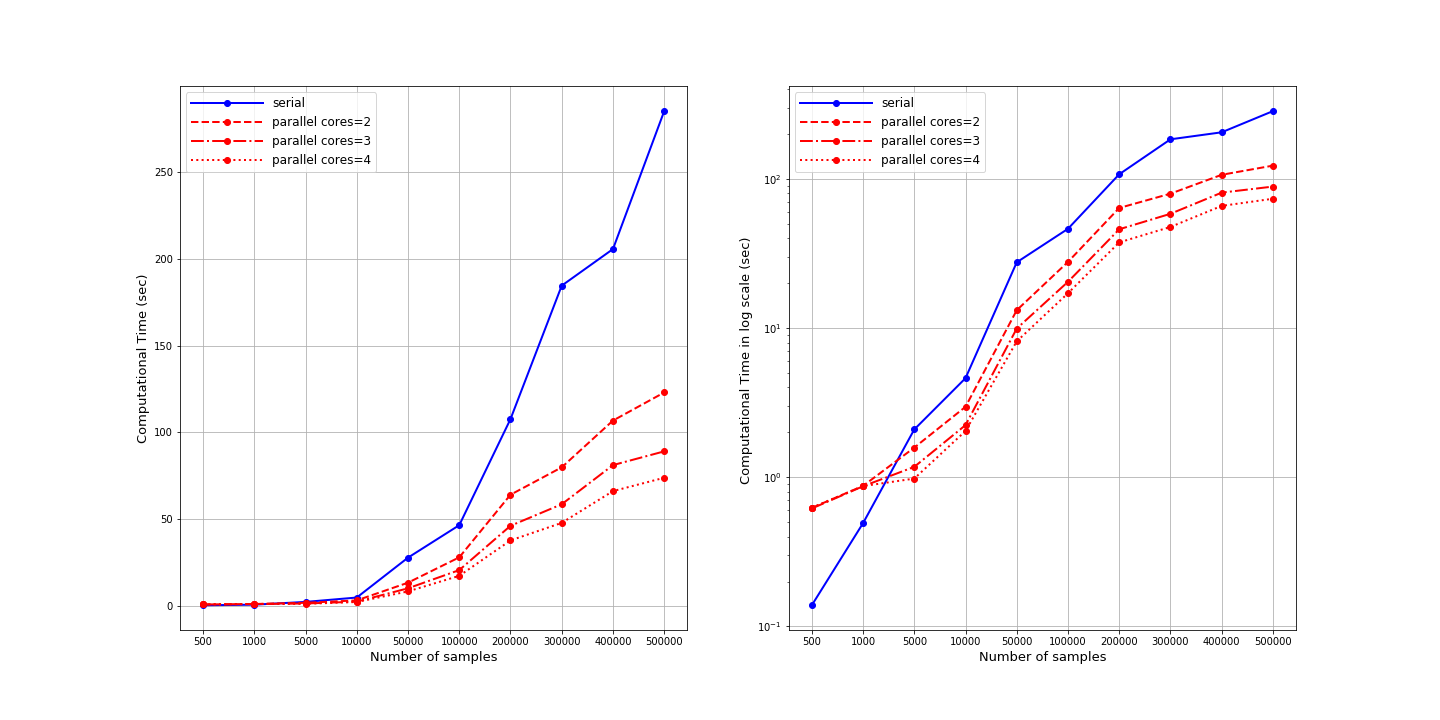 serial
parallel cores=2
parallel cores=3
parallel cores=4
Computational Time (sec)
250
200
150
100
50
0
500 1000 5000 10000 50000 100000 200000 300000 400000 500000
Number of samples
serial
parallel cores=2
parallel cores=3
parallel cores=4
Computational Time in log scale (sec)
10²
10¹
10⁰
10⁻¹
500 1000 5000 10000 50000 100000 200000 300000 400000 500000
Number of samples